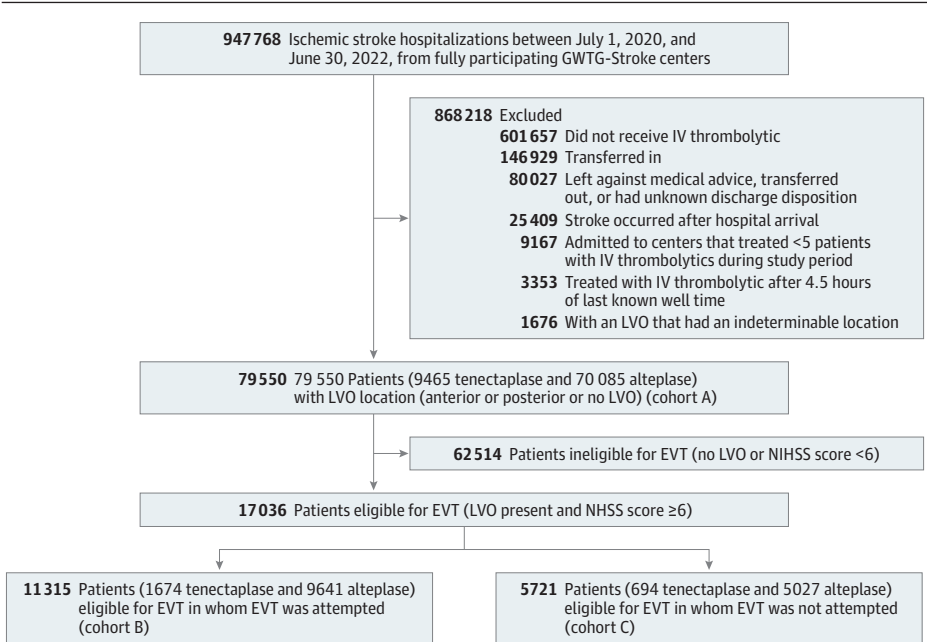 947 768 Ischemic stroke hospitalizations between July 1, 2020, and
June 30, 2022, from fully participating GWTG-Stroke centers
868 218 Excluded
601 657 Did not receive IV thrombolytic
146 929 Transferred in
80 027 Left against medical advice, transferred
out, or had unknown discharge disposition
25 409 Stroke occurred after hospital arrival
9167 Admitted to centers that treated <5 patients
with IV thrombolytics during study period
3353 Treated with IV thrombolytic after 4.5 hours
of last known well time
1676 With an LVO that had an indeterminable location
79 550 79 550 Patients (9465 tenectaplase and 70 085 alteplase)
with LVO location (anterior or posterior or no LVO) (cohort A)
62 514 Patients ineligible for EVT (no LVO or NIHSS score <6)
17 036 Patients eligible for EVT (LVO present and NHSS score ≥6)
11 315 Patients (1674 tenectaplase and 9641 alteplase)
eligible for EVT in whom EVT was attempted
(cohort B)
5721 Patients (694 tenectaplase and 5027 alteplase)
eligible for EVT in whom EVT was not attempted
(cohort C)